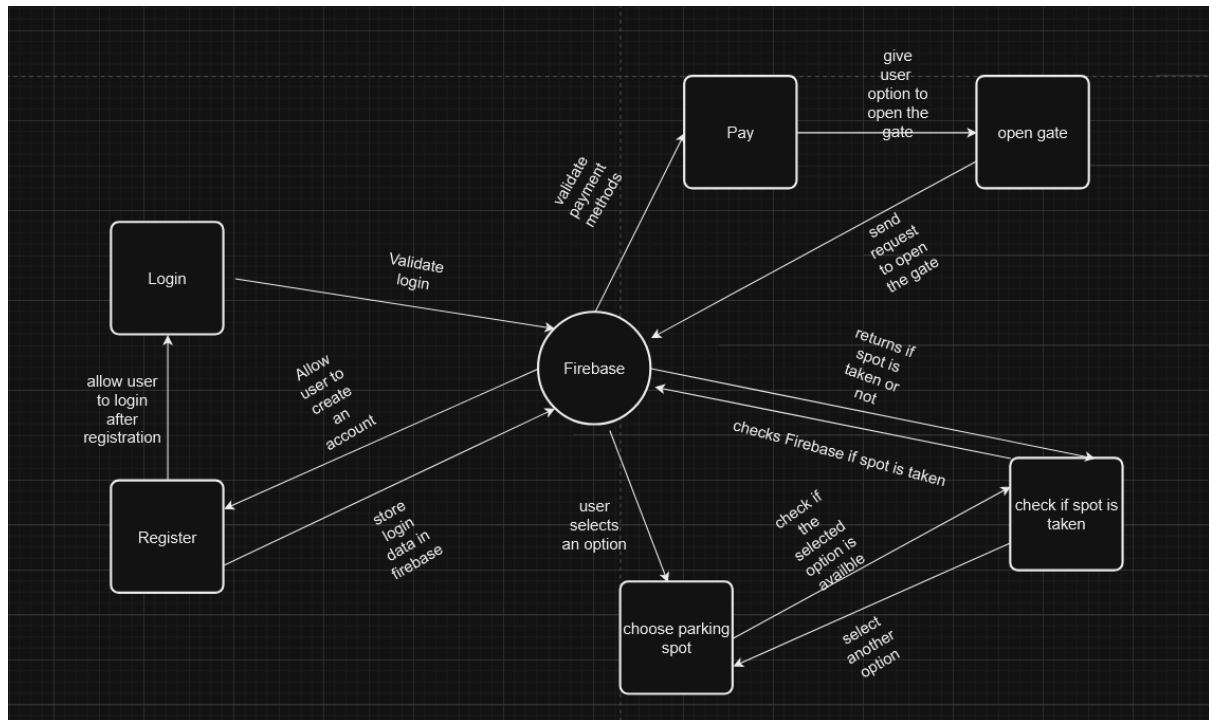 give
user
option to
open the
gate
Pay
open gate
validate
payment
methods
send
request
to open
the gate
Login
Validate
login
Firebase
returns if
spot is
taken or
not
allow user
to login
after
registration
Allow
user to
create
an
account
checks Firebase if spot is taken
check if spot is
taken
Register
store
login
data in
firebase
user
selects
an option
check if
the
selected
option is
availble
choose parking
spot
select
another
option